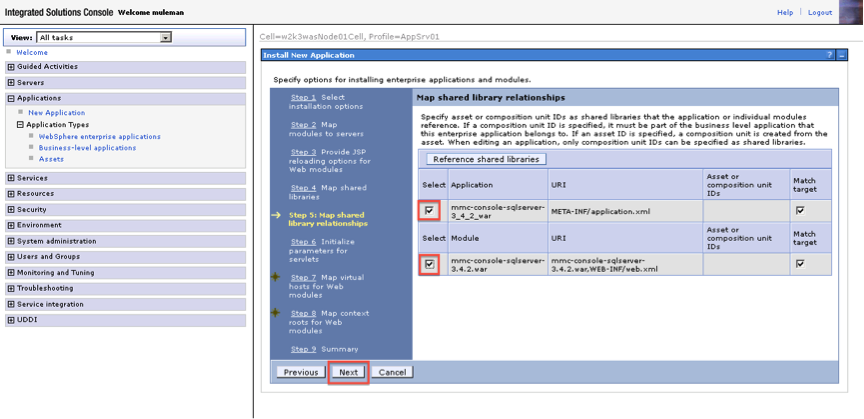 Integrated Solutions Console Welcome muleman
Help | Logout
View: All tasks
Cell=w2k3wasNode01Cell, Profile=AppSrv01
Welcome
Guided Activities
Servers
Applications
New Application
Application Types
WebSphere enterprise applications
Business-level applications
Assets
Services
Resources
Security
Environment
System administration
Users and Groups
Monitoring and Tuning
Troubleshooting
Service integration
UDDI
Install New Application
?
Specify options for installing enterprise applications and modules.
Step 1 Select
installation options
Step 2 Map
modules to servers
Step 3 Provide JSP
reloading options for
Web modules
Step 4 Map shared
libraries
Step 5: Map shared
library relationships
Step 6 Initialize
parameters for
servlets
Step 7 Map virtual
hosts for Web
modules
Step 8 Map context
roots for Web
modules
Step 9 Summary
Map shared library relationships
Specify asset or composition unit IDs as shared libraries that the application or individual modules
reference. If a composition unit ID is specified, it must be part of the business level application that
this enterprise application belongs to. If an asset ID is specified, a composition unit is created from the
asset. When editing an application, only composition unit IDs can be specified as shared libraries.
Reference shared libraries
Select Application URI Asset or composition unit IDs Match target
mmc-console-sqlserver-
3_4_2_war META-INF/application.xml
Select Module URI Asset or composition unit IDs Match target
mmc-console-sqlserver-
3.4.2.war mmc-console-sqlserver-
3.4.2.war,WEB-INF/web.xml
Previous Next Cancel